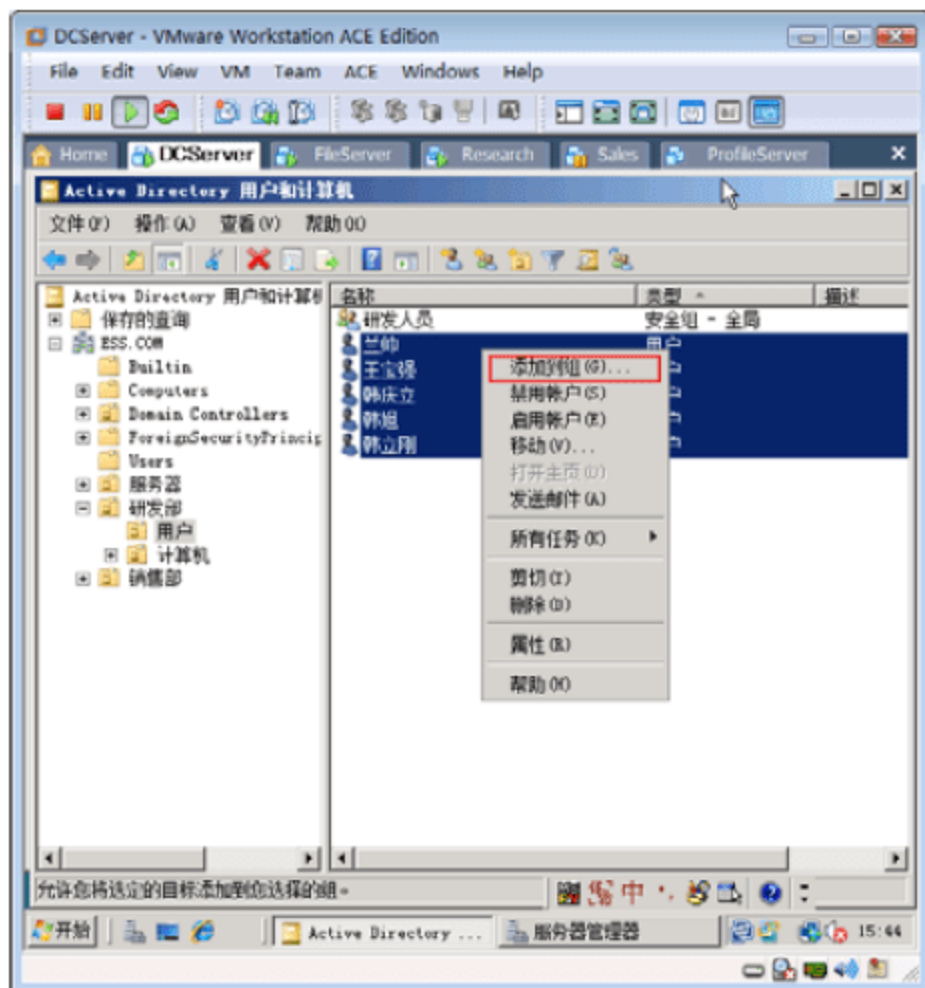 DCServer - VMware Workstation ACE Edition
File Edit View VM Team ACE Windows Help
Home DCServer FileServer Research Sales ProfileServer
Active Directory 用户和计算机
文件(F) 操作(A) 查看(V) 帮助(H)
Active Directory 用户和计算机 名称 类型 描述
保存的查询 研发人员 安全组 - 全局
ESS.COM 兰帅 用户
Builtin 王宝强
Computers 韩庆立
Domain Controllers 韩旭
ForeignSecurityPrincip 韩立刚
Users
服务器
研发部
用户
计算机
销售部
添加到组(G)...
禁用帐户(S)
启用帐户(E)
移动(V)...
打开主页(O)
发送邮件(A)
所有任务(K)
剪切(T)
删除(D)
属性(R)
帮助(H)
允许您将选定的目标添加到您选择的组。
中
开始 Active Directory ... 服务器管理器 15:44